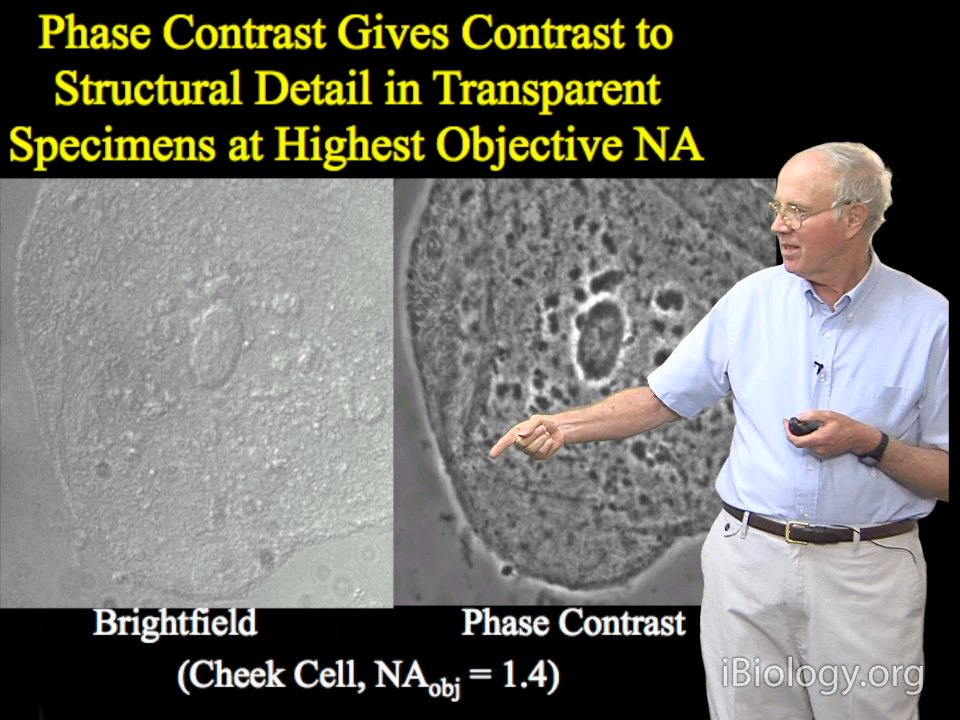 Phase Contrast Gives Contrast to
Structural Detail in Transparent
Specimens at Highest Objective NA
Brightfield
Phase Contrast
(Cheek Cell, NAobj = 1.4)
iBiology.org